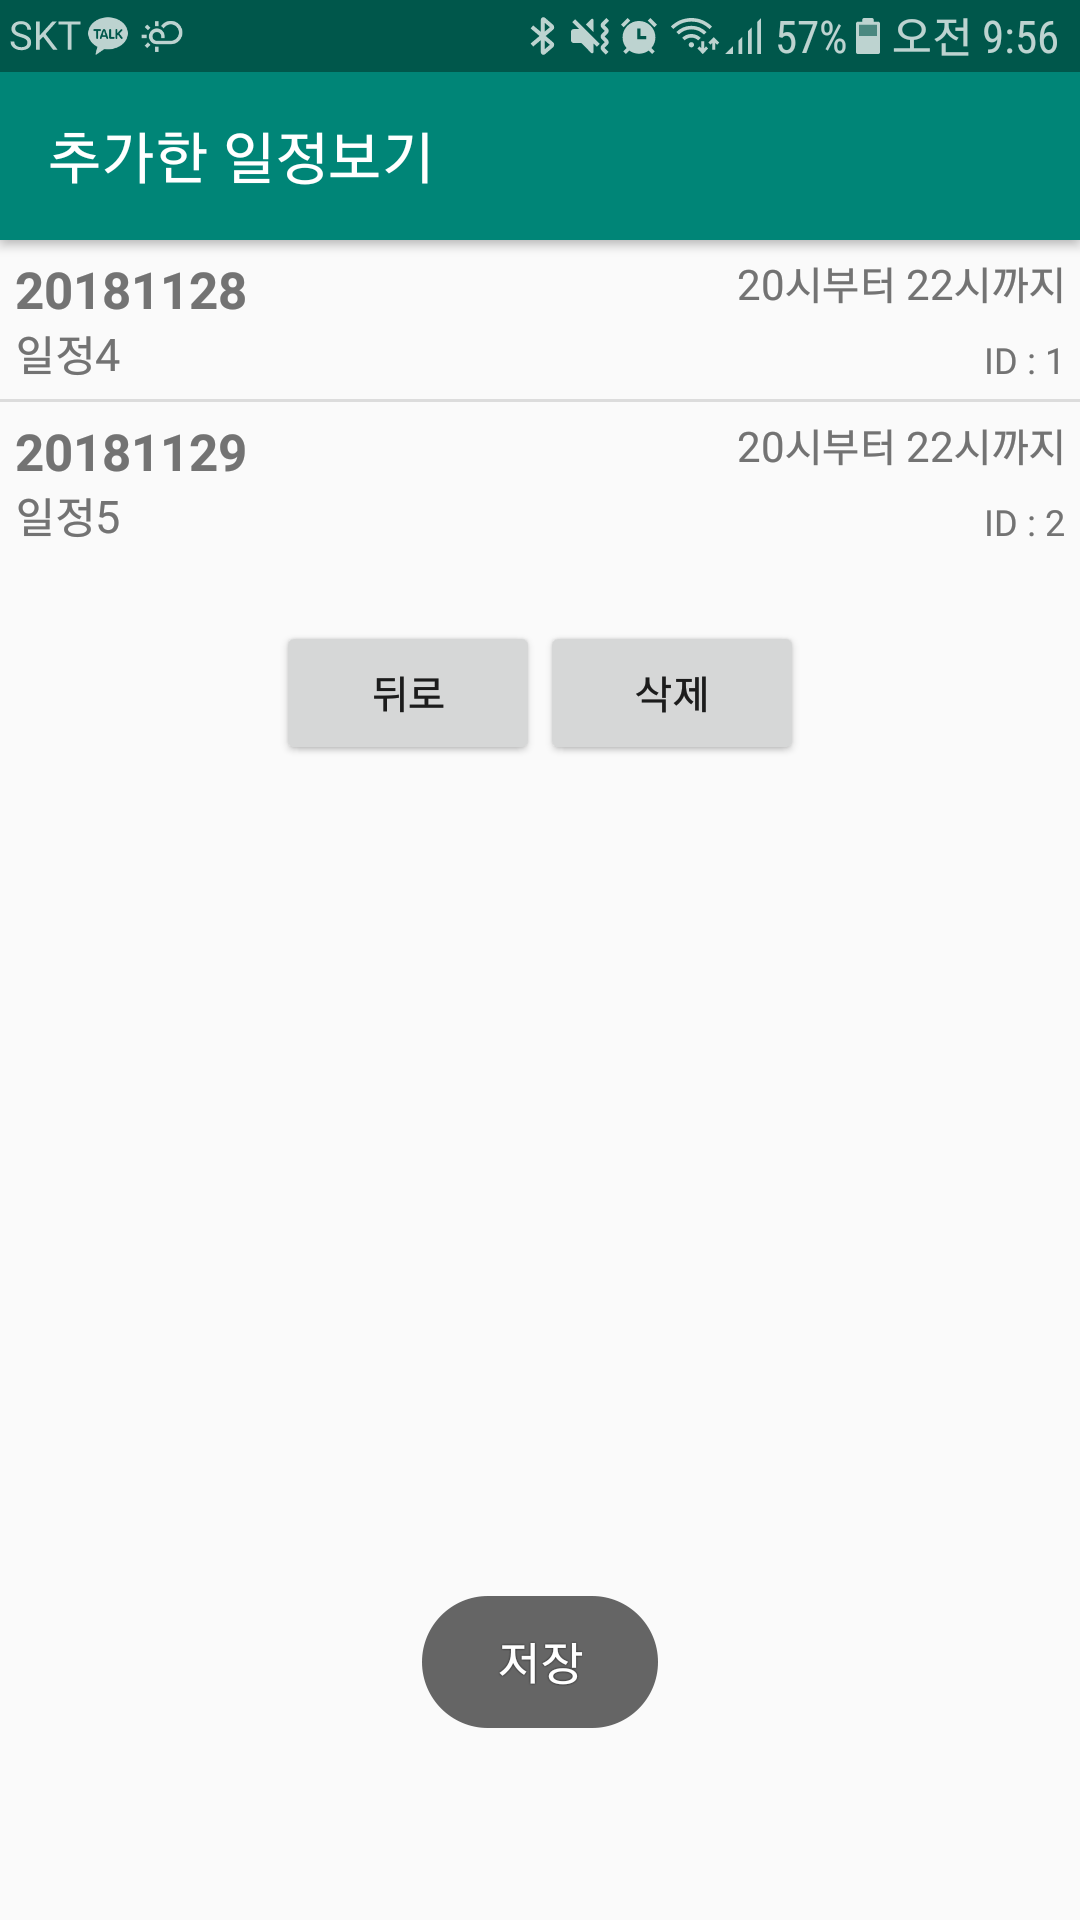 SKT TALK 57% 오전 9:56
추가한 일정보기
20181128 20시부터 22시까지
일정4 ID : 1
20181129 20시부터 22시까지
일정5 ID : 2
뒤로 삭제
저장